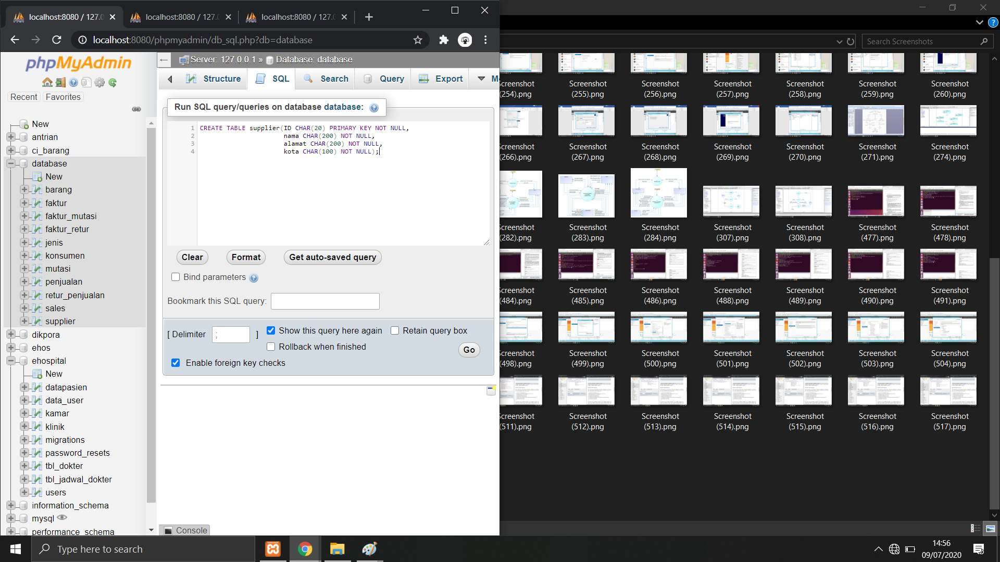 localhost:8080 / 127.0
localhost:8080 / 127.0
localhost:8080 / 127.0
localhost:8080/phpmyadmin/db_sql.php?db=database
Search Screenshots
phpMyAdmin
Recent
Favorites
New
antrian
ci_barang
database
New
barang
faktur
faktur_mutasi
faktur_retur
jenis
konsumen
mutasi
penjualan
retur_penjualan
sales
supplier
dikpora
ehos
ehospital
New
datapasien
data_user
kamar
klinik
migrations
password_resets
tbl_dokter
tbl_jadwal_dokter
users
information_schema
mysql
performance_schema
Server: 127.0.0.1 » Database: database
Structure
SQL
Search
Query
Export
M
Run SQL query/queries on database database:
1 CREATE TABLE supplier(ID CHAR(20) PRIMARY KEY NOT NULL,
2 nama CHAR(200) NOT NULL,
3 alamat CHAR(200) NOT NULL,
4 kota CHAR(100) NOT NULL);
Clear
Format
Get auto-saved query
Bind parameters
Bookmark this SQL query:
[ Delimiter ; ]
Show this query here again
Retain query box
Rollback when finished
Go
Enable foreign key checks
Console
Screenshot (254).png
Screenshot (255).png
Screenshot (256).png
Screenshot (257).png
Screenshot (258).png
Screenshot (259).png
Screenshot (260).png
Screenshot (266).png
Screenshot (267).png
Screenshot (268).png
Screenshot (269).png
Screenshot (270).png
Screenshot (271).png
Screenshot (274).png
Screenshot (282).png
Screenshot (283).png
Screenshot (284).png
Screenshot (307).png
Screenshot (308).png
Screenshot (477).png
Screenshot (478).png
Screenshot (484).png
Screenshot (485).png
Screenshot (486).png
Screenshot (488).png
Screenshot (489).png
Screenshot (490).png
Screenshot (491).png
Screenshot (498).png
Screenshot (499).png
Screenshot (500).png
Screenshot (501).png
Screenshot (502).png
Screenshot (503).png
Screenshot (504).png
Screenshot (511).png
Screenshot (512).png
Screenshot (513).png
Screenshot (514).png
Screenshot (515).png
Screenshot (516).png
Screenshot (517).png
Type here to search
14:56
09/07/2020